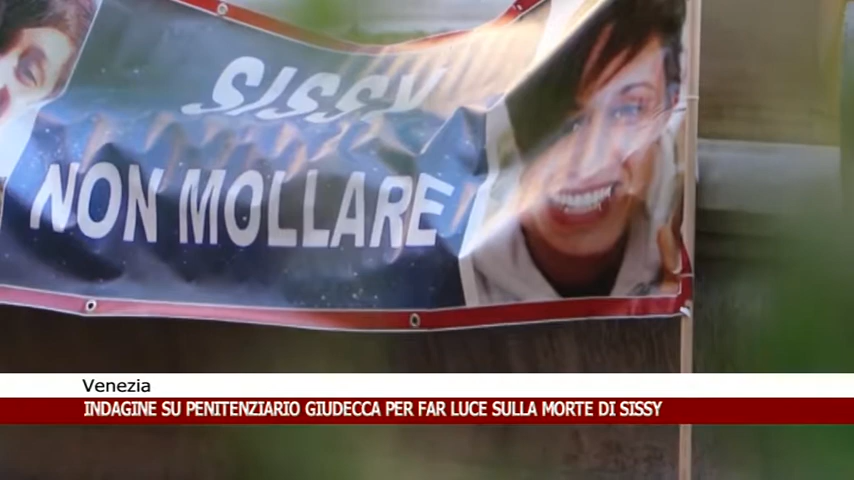 SISSY
NON MOLLARE
Venezia
INDAGINE SU PENITENZIARIO GIUDECCA PER FAR LUCE SULLA MORTE DI SISSY